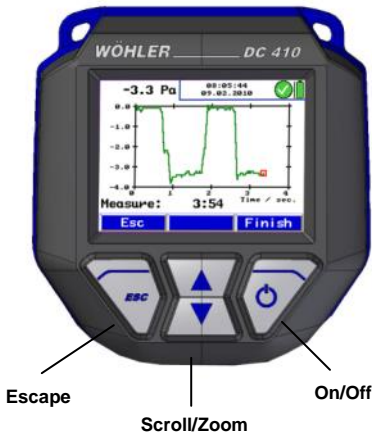 WÖHLER DC 410
-3.3 Pa
08:05:44
09.02.2010
0.0
-1.0
-2.0
-3.0
-4.0
0 1 2 3 4
Time / sec.
Measure: 3:54
Esc Finish
ESC
Escape
On/Off
Scroll/Zoom